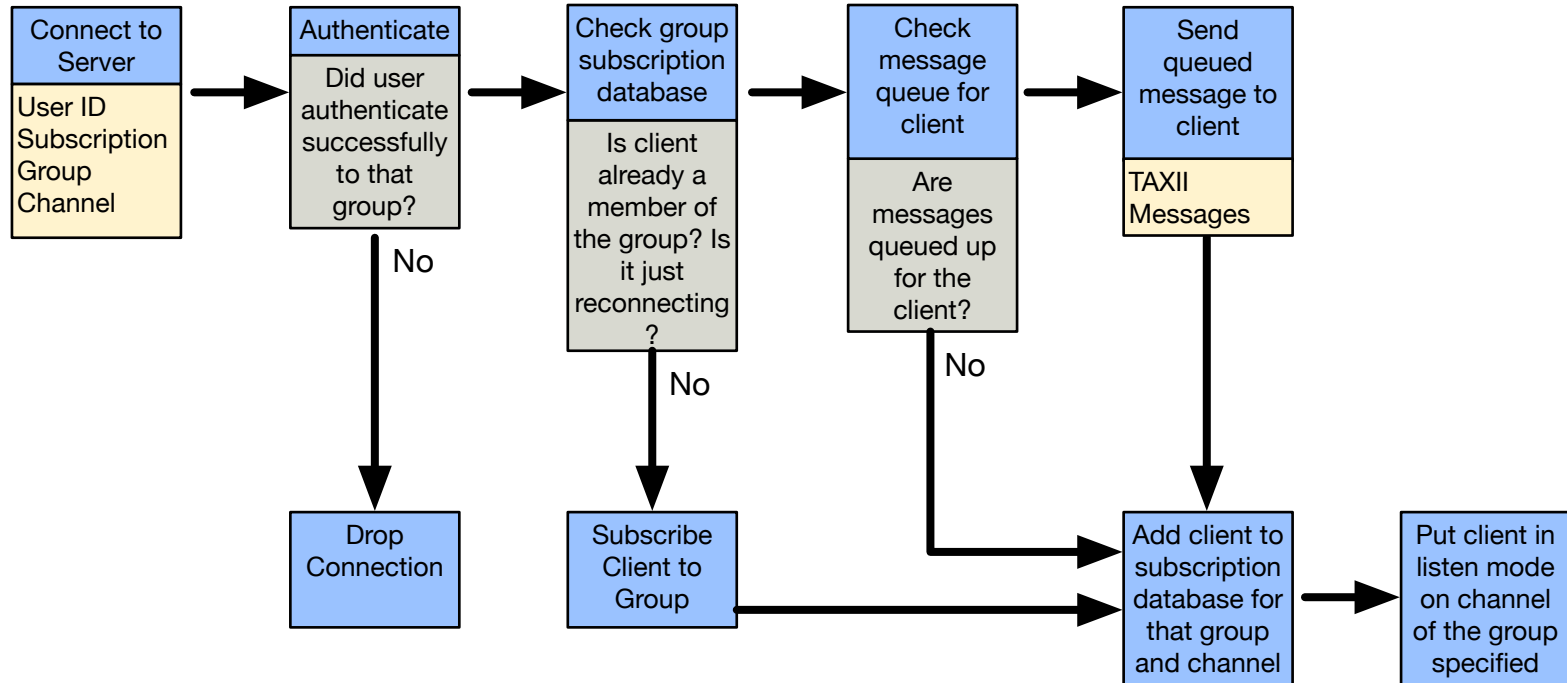 Connect to
Server
User ID
Subscription
Group
Channel
Authenticate
Did user
authenticate
successfully
to that
group?
No
Drop
Connection
Check group
subscription
database
Is client
already a
member of
the group? Is
it just
reconnecting
?
No
Subscribe
Client to
Group
Check
message
queue for
client
Are
messages
queued up
for the
client?
No
Send
queued
message to
client
TAXII
Messages
Add client to
subscription
database for
that group
and channel
Put client in
listen mode
on channel
of the group
specified